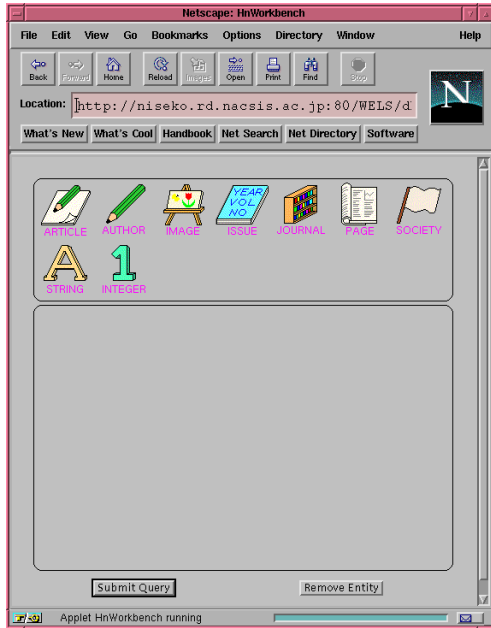 Netscape: HnWorkbench
File Edit View Go Bookmarks Options Directory Window Help
Back Forward Home Reload Images Open Print Find Stop
N
Location: http://niseko.rd.nacsis.ac.jp:80/WELS/d
What's New What's Cool Handbook Net Search Net Directory Software
YEAR
VOL
NO
ARTICLE AUTHOR IMAGE ISSUE JOURNAL PAGE SOCIETY
A 1
STRING INTEGER
Submit Query Remove Entity
Applet HnWorkbench running